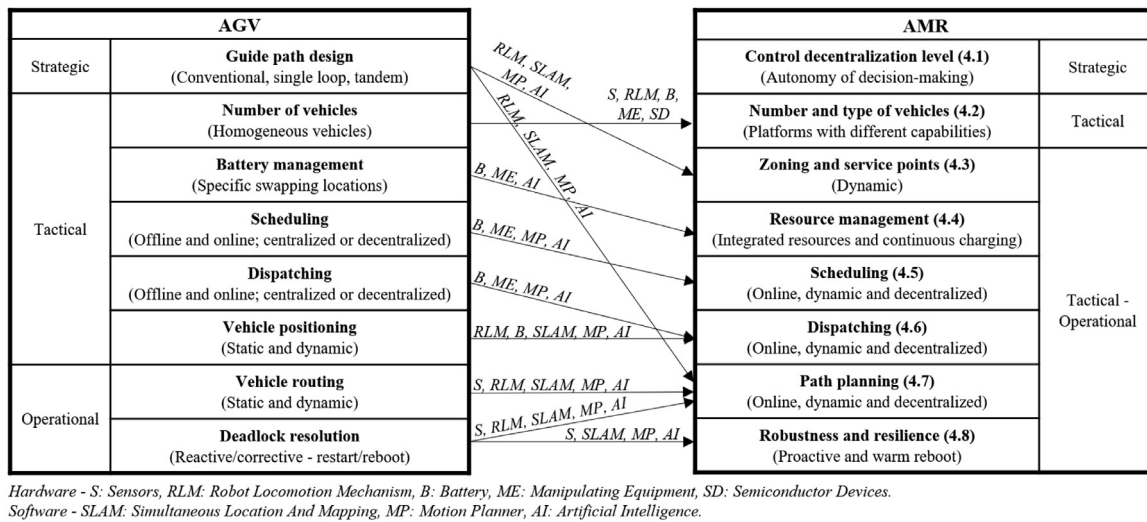 AGV
Strategic
Guide path design
(Conventional, single loop, tandem)
Tactical
Number of vehicles
(Homogeneous vehicles)
Battery management
(Specific swapping locations)
Scheduling
(Offline and online; centralized or decentralized)
Dispatching
(Offline and online; centralized or decentralized)
Vehicle positioning
(Static and dynamic)
Operational
Vehicle routing
(Static and dynamic)
Deadlock resolution
(Reactive/corrective - restart/reboot)
RLM, SLAM,
MP, AI
RLM, SLAM, MP, AI
S, RLM, B,
ME, SD
B, ME, AI
B, ME, MP, AI
B, ME, MP, AI
RLM, B, SLAM, MP, AI
S, RLM, SLAM, MP, AI
S, RLM, SLAM, MP, AI
S, SLAM, MP, AI
AMR
Control decentralization level (4.1)
(Autonomy of decision-making)
Strategic
Number and type of vehicles (4.2)
(Platforms with different capabilities)
Tactical
Zoning and service points (4.3)
(Dynamic)
Resource management (4.4)
(Integrated resources and continuous charging)
Scheduling (4.5)
(Online, dynamic and decentralized)
Dispatching (4.6)
(Online, dynamic and decentralized)
Path planning (4.7)
(Online, dynamic and decentralized)
Robustness and resilience (4.8)
(Proactive and warm reboot)
Tactical -
Operational
Hardware - S: Sensors, RLM: Robot Locomotion Mechanism, B: Battery, ME: Manipulating Equipment, SD: Semiconductor Devices.
Software - SLAM: Simultaneous Location And Mapping, MP: Motion Planner, AI: Artificial Intelligence.